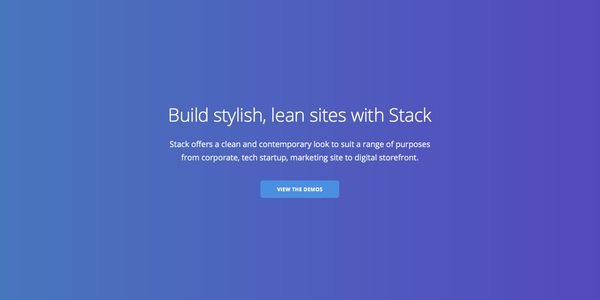 Build stylish, lean sites with Stack
Stack offers a clean and contemporary look to suit a range of purposes
from corporate, tech startup, marketing site to digital storefront.
VIEW THE DEMOS